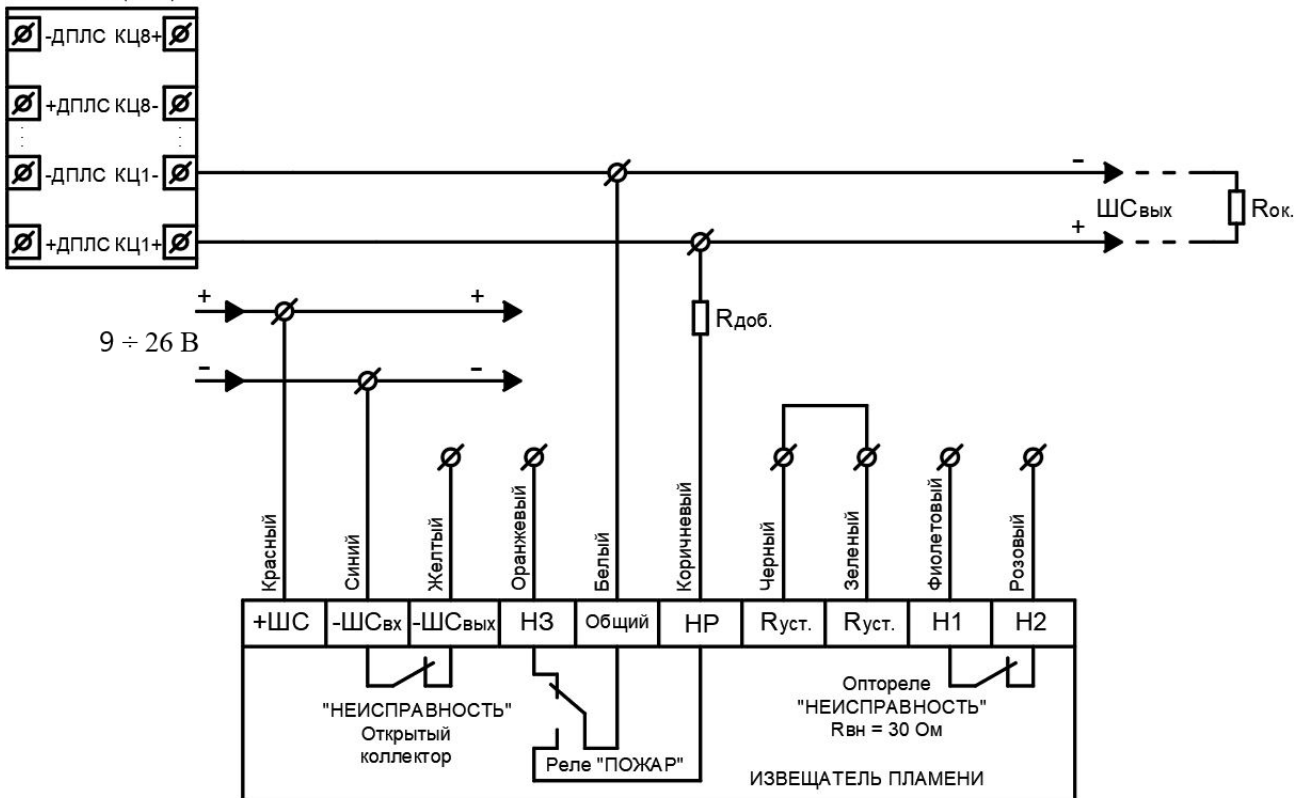 -ДПЛС КЦ8+
+ДПЛС КЦ8-
-ДПЛС КЦ1-
+ДПЛС КЦ1+
-
ШСвых
+
Rок.
+ +
9 ÷ 26 В
- -
Rдоб.
Красный
Синий
Желтый
Оранжевый
Белый
Коричневый
Черный
Зеленый
Фиолетовый
Розовый
+ШС -ШСвх -ШСвых НЗ Общий НР Rуст. Rуст. Н1 Н2
"НЕИСПРАВНОСТЬ"
Открытый
коллектор
Реле "ПОЖАР"
Оптореле
"НЕИСПРАВНОСТЬ"
Rвн = 30 Ом
ИЗВЕЩАТЕЛЬ ПЛАМЕНИ